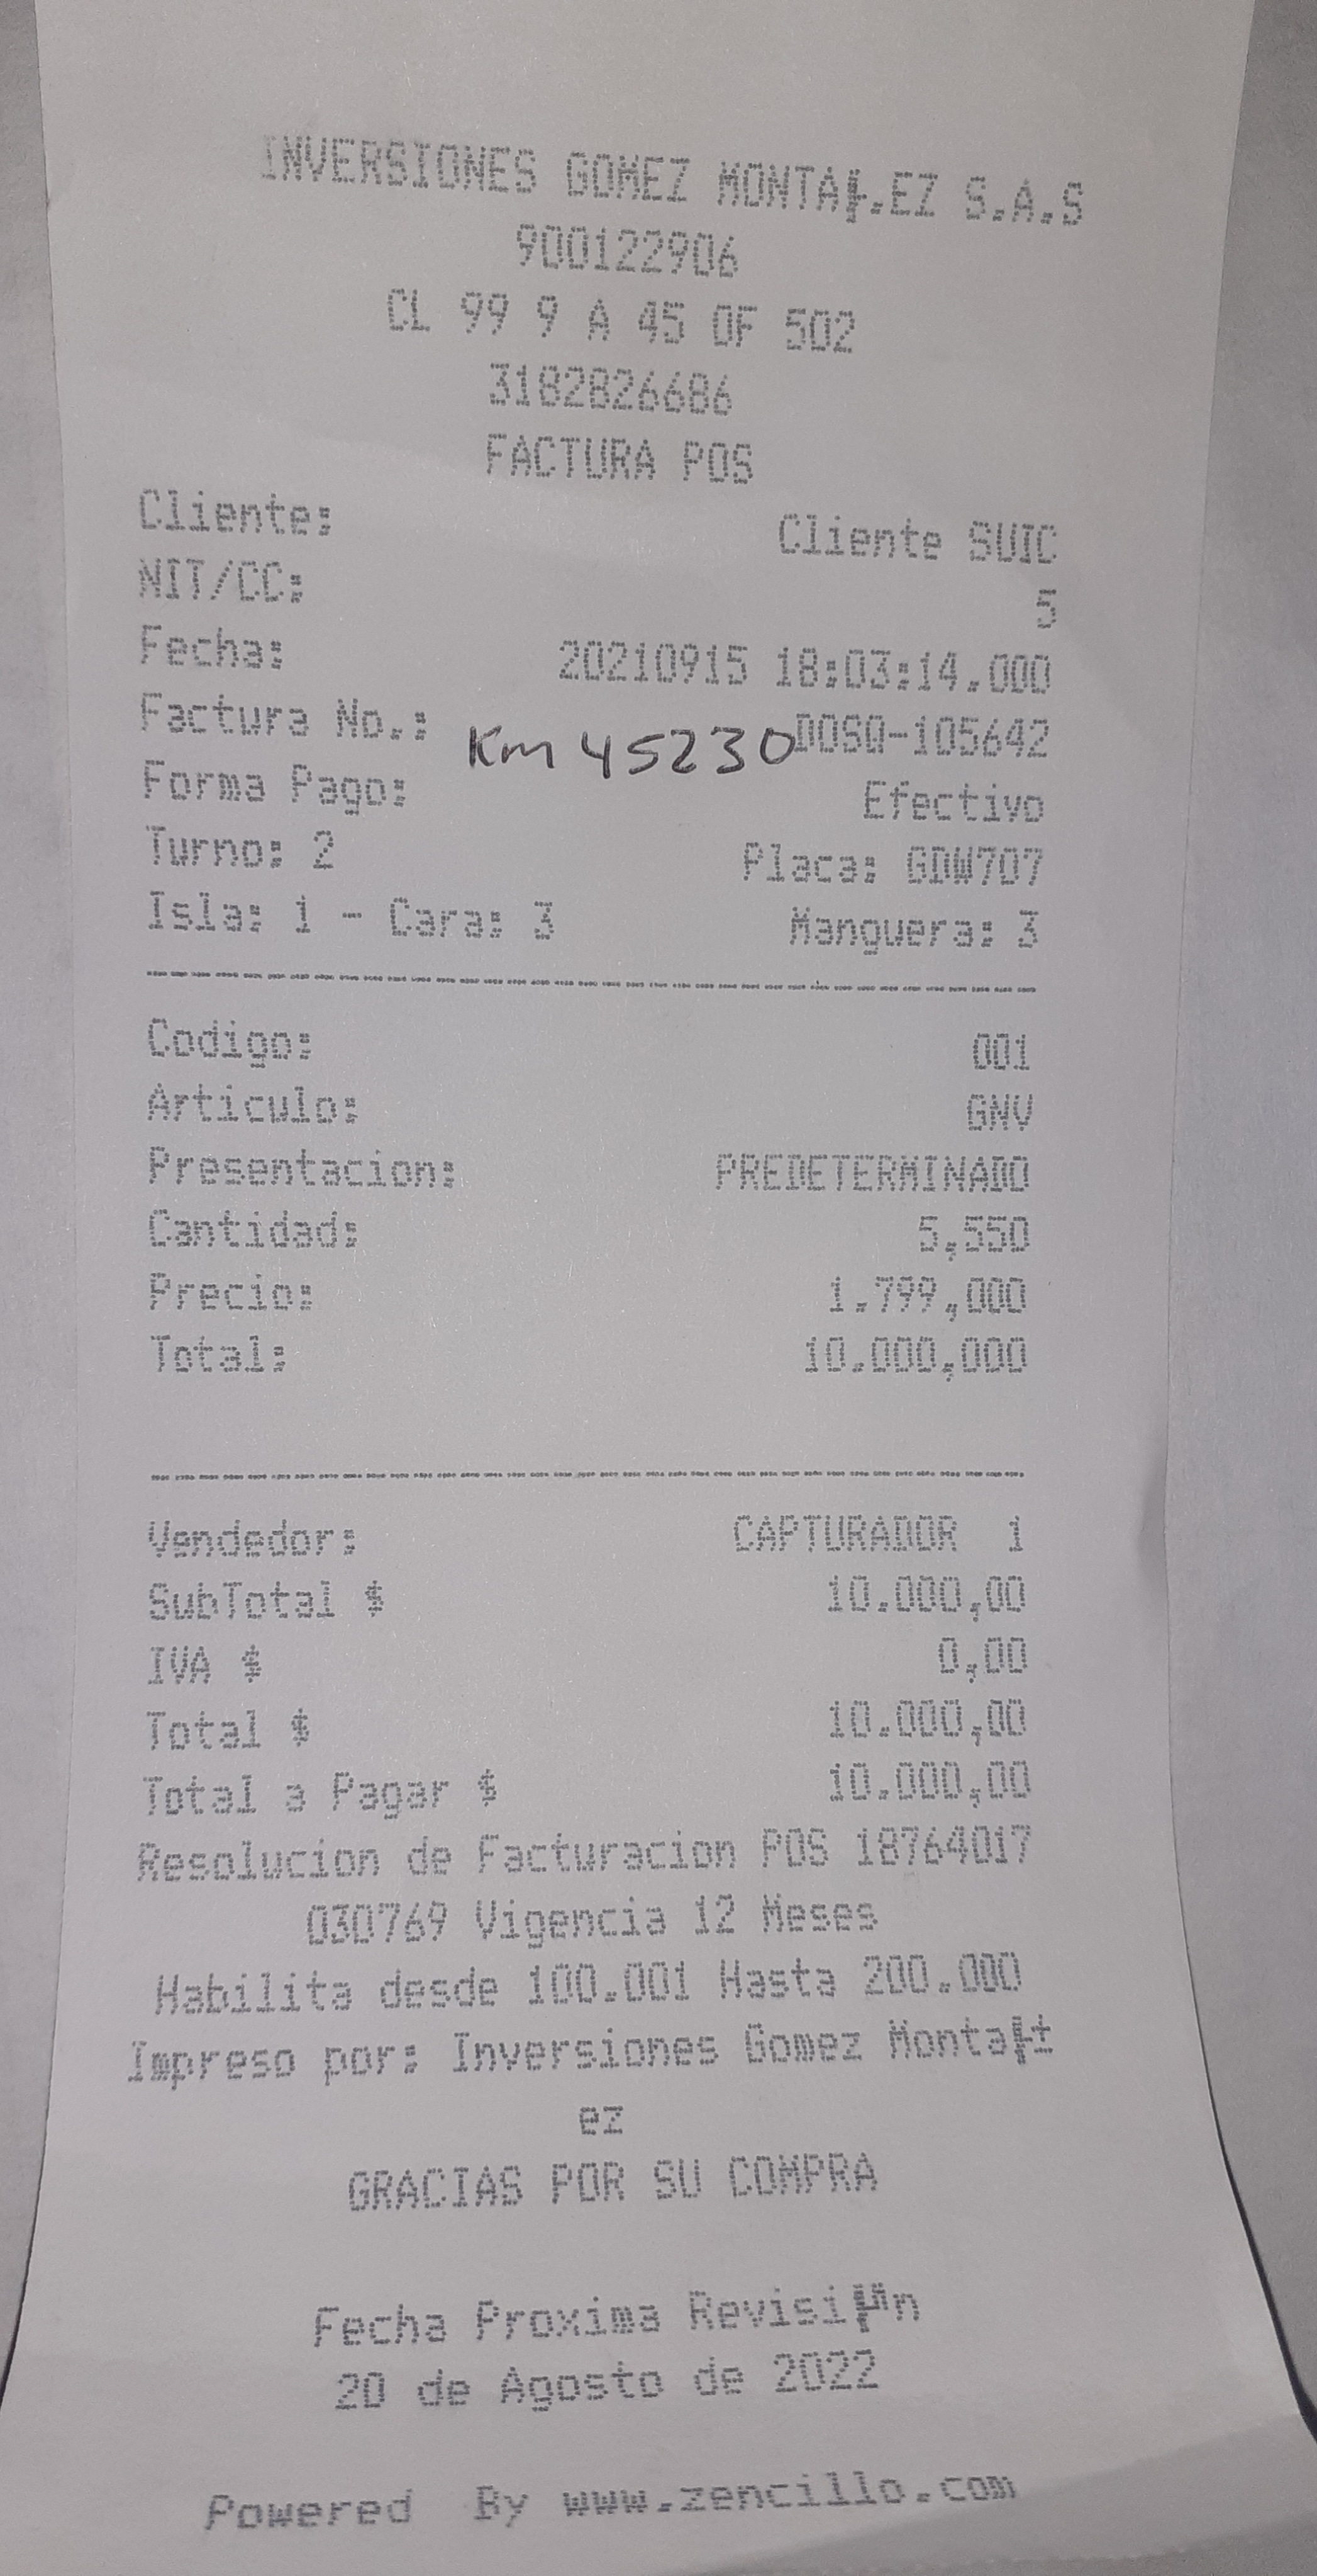 INVERSIONES GOMEZ MONTA¥.EZ S.A.S
900122906
CL 99 9 A 45 OF 502
3182826686
FACTURA POS
Cliente: Cliente SUIC
NIT/CC: 5
Fecha: 20210915 18:03:14.000
Factura No.: DOSQ-105642
Km 45230
Forma Pago: Efectivo
Turno: 2 Placa: GDW707
Isla: 1 - Cara: 3 Manguera: 3
Codigo: 001
Articulo: GNV
Presentacion: PREDETERMINADO
Cantidad: 5,550
Precio: 1.799,000
Total: 10.000,000
Vendedor: CAPTURADOR 1
SubTotal $ 10.000,00
IVA $ 0,00
Total $ 10.000,00
Total a Pagar $ 10.000,00
Resolucion de Facturacion POS 18764017
030769 Vigencia 12 Meses
Habilita desde 100.001 Hasta 200.000
Impreso por: Inversiones Gomez
ez
GRACIAS POR SU COMPRA
Fecha Proxima
20 de Agosto de 2022
Powered By www.zencillo.com